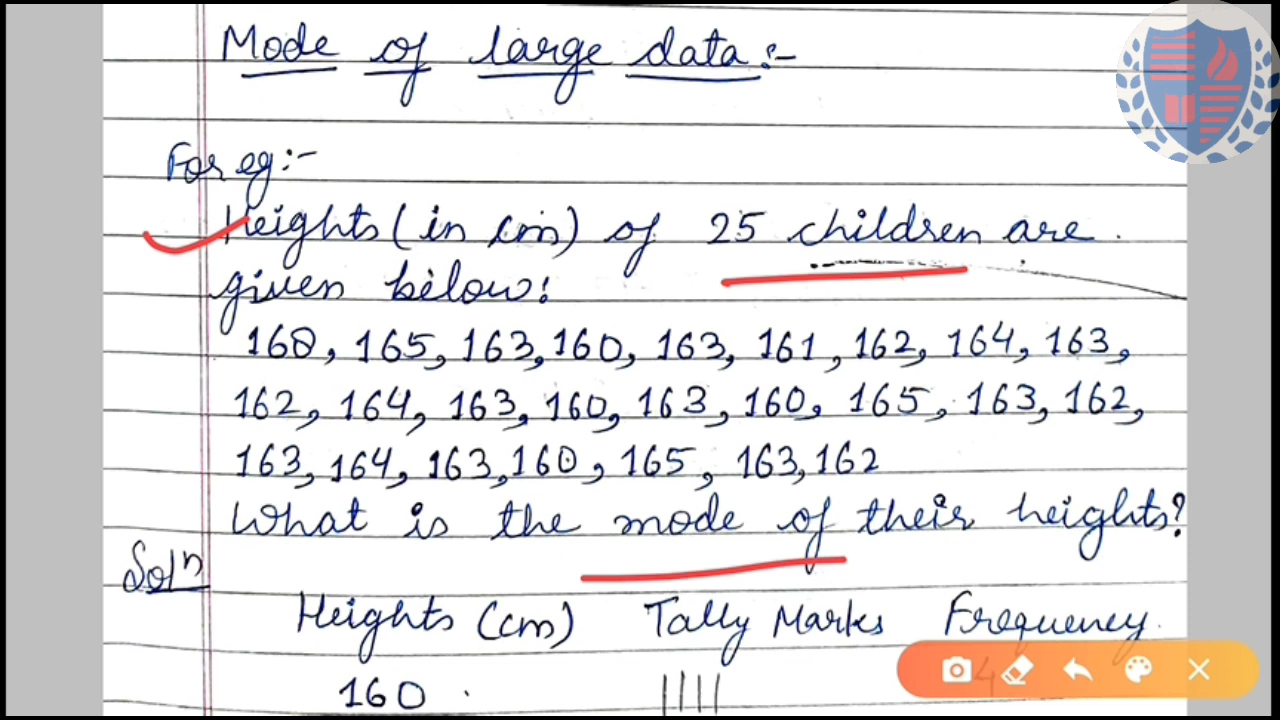 Mode of large data:-
For eg:-
Heights (in cm) of 25 children are
given below:
168, 165, 163, 160, 163, 161, 162, 164, 163,
162, 164, 163, 160, 163, 160, 165, 163, 162,
163, 164, 163, 160, 165, 163, 162
What is the mode of their heights?
Solⁿ
Heights (cm) Tally Marks Frequency
160 |||| 4